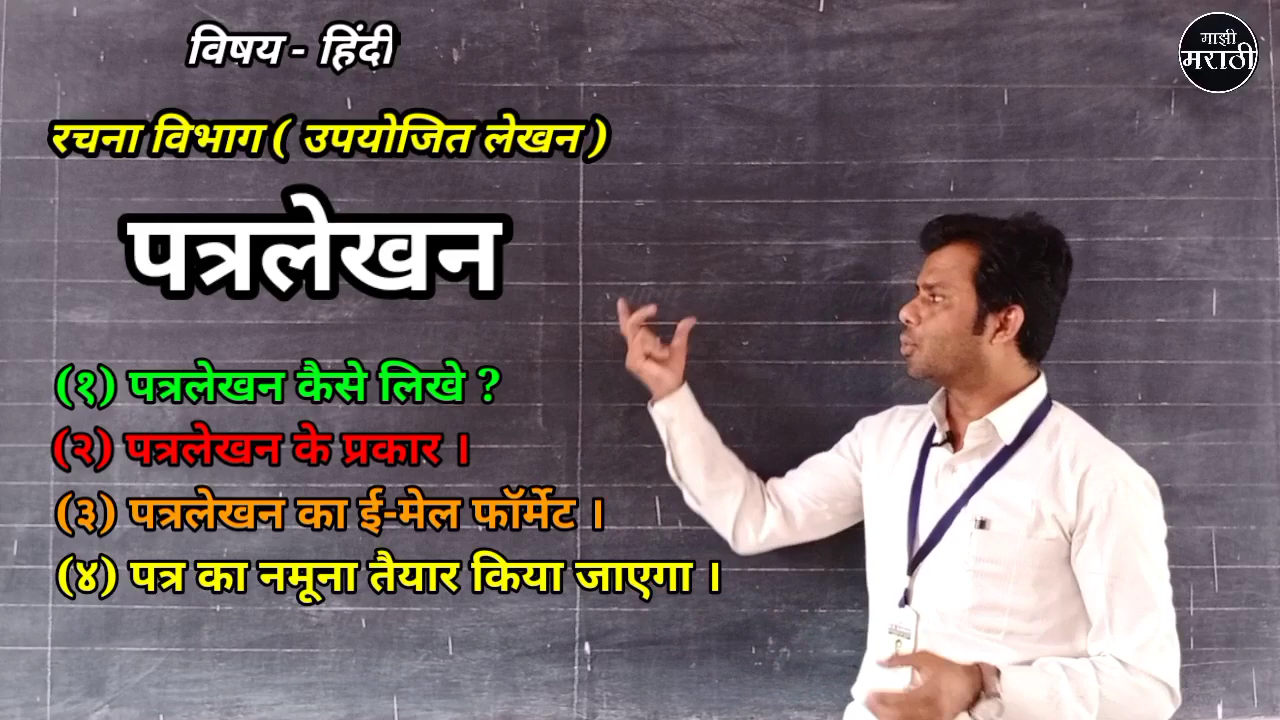 विषय - हिंदी
माझी
मराठी
रचना विभाग ( उपयोजित लेखन )
पत्रलेखन
(१) पत्रलेखन कैसे लिखे ?
(२) पत्रलेखन के प्रकार ।
(३) पत्रलेखन का ई-मेल फॉर्मेट ।
(४) पत्र का नमूना तैयार किया जाएगा ।